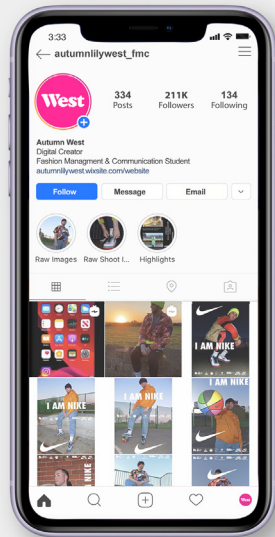 3:33
autumnlilywest_fmc
West
334
Posts
211K
Followers
134
Following
Autumn West
Digital Creator
Fashion Managment & Communication Student
autumnlilywest.wixsite.com/website
Follow
Message
Email
Raw Images
Raw Shoot I...
Highlights
I AM NIKE
I AM NIKE
I AM NIKE
I AM NIKE
I AM NIKE
I AM NIKE
West